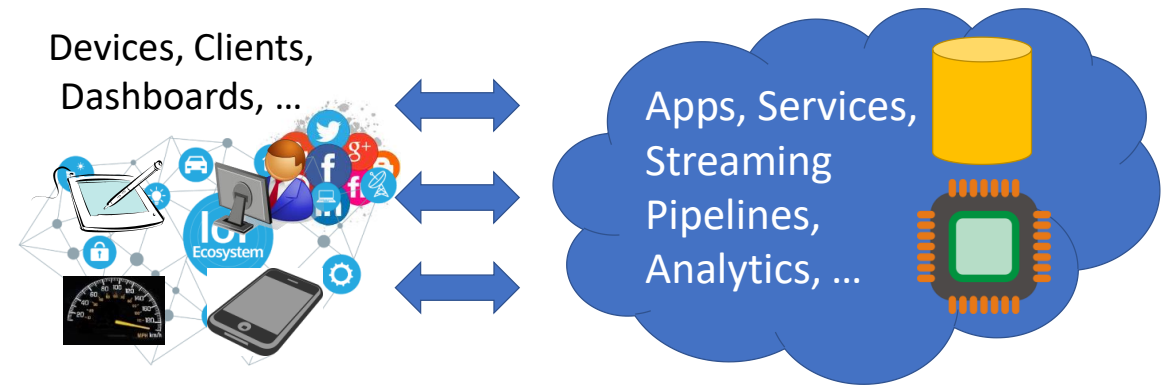 Devices, Clients,
Dashboards, …
Apps, Services,
Streaming
Pipelines,
Analytics, …
g+
f
f
IoT
Ecosystem